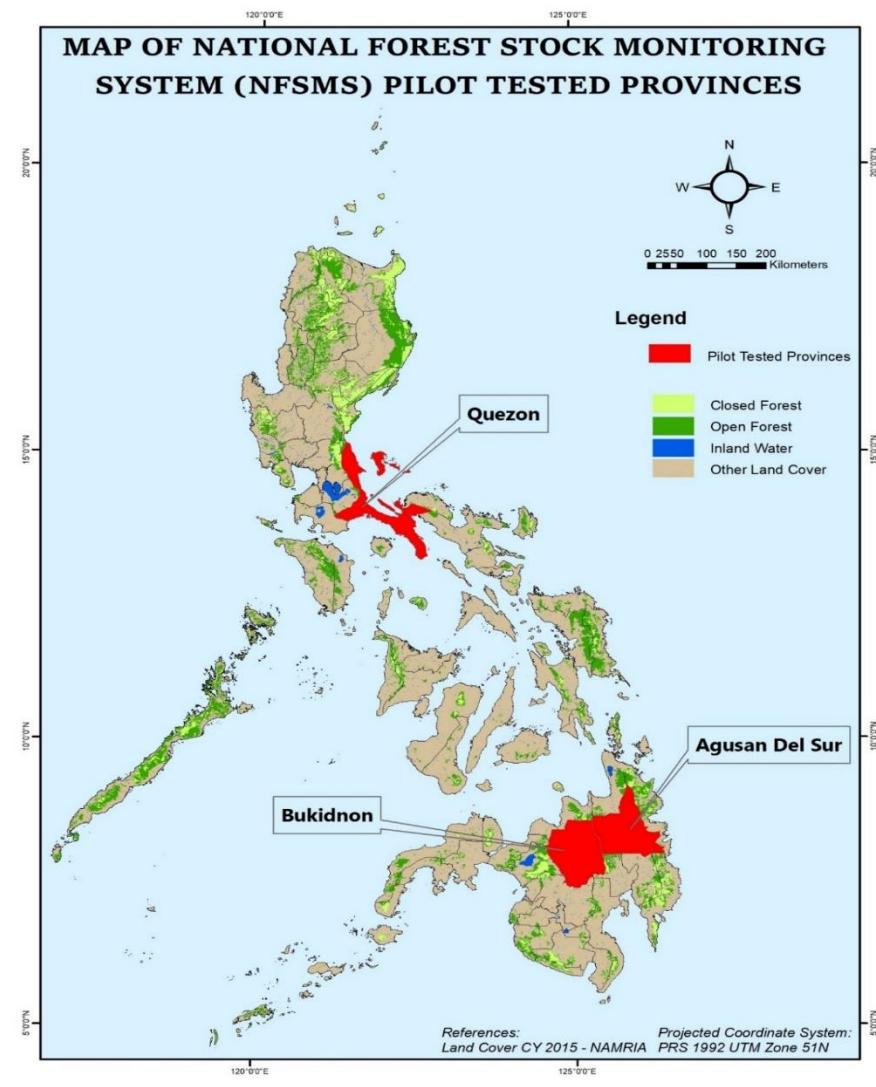 120°0'0"E 125°0'0"E
MAP OF NATIONAL FOREST STOCK MONITORING
SYSTEM (NFSMS) PILOT TESTED PROVINCES
20°0'0"N 20°0'0"N
N
W E
S
0 25 50 100 150 200
Kilometers
Legend
Pilot Tested Provinces
Closed Forest
Open Forest
Inland Water
Other Land Cover
Quezon
15°0'0"N 15°0'0"N
10°0'0"N 10°0'0"N
Agusan Del Sur
Bukidnon
5°0'0"N 5°0'0"N
References: Projected Coordinate System:
Land Cover CY 2015 - NAMRIA PRS 1992 UTM Zone 51N
120°0'0"E 125°0'0"E